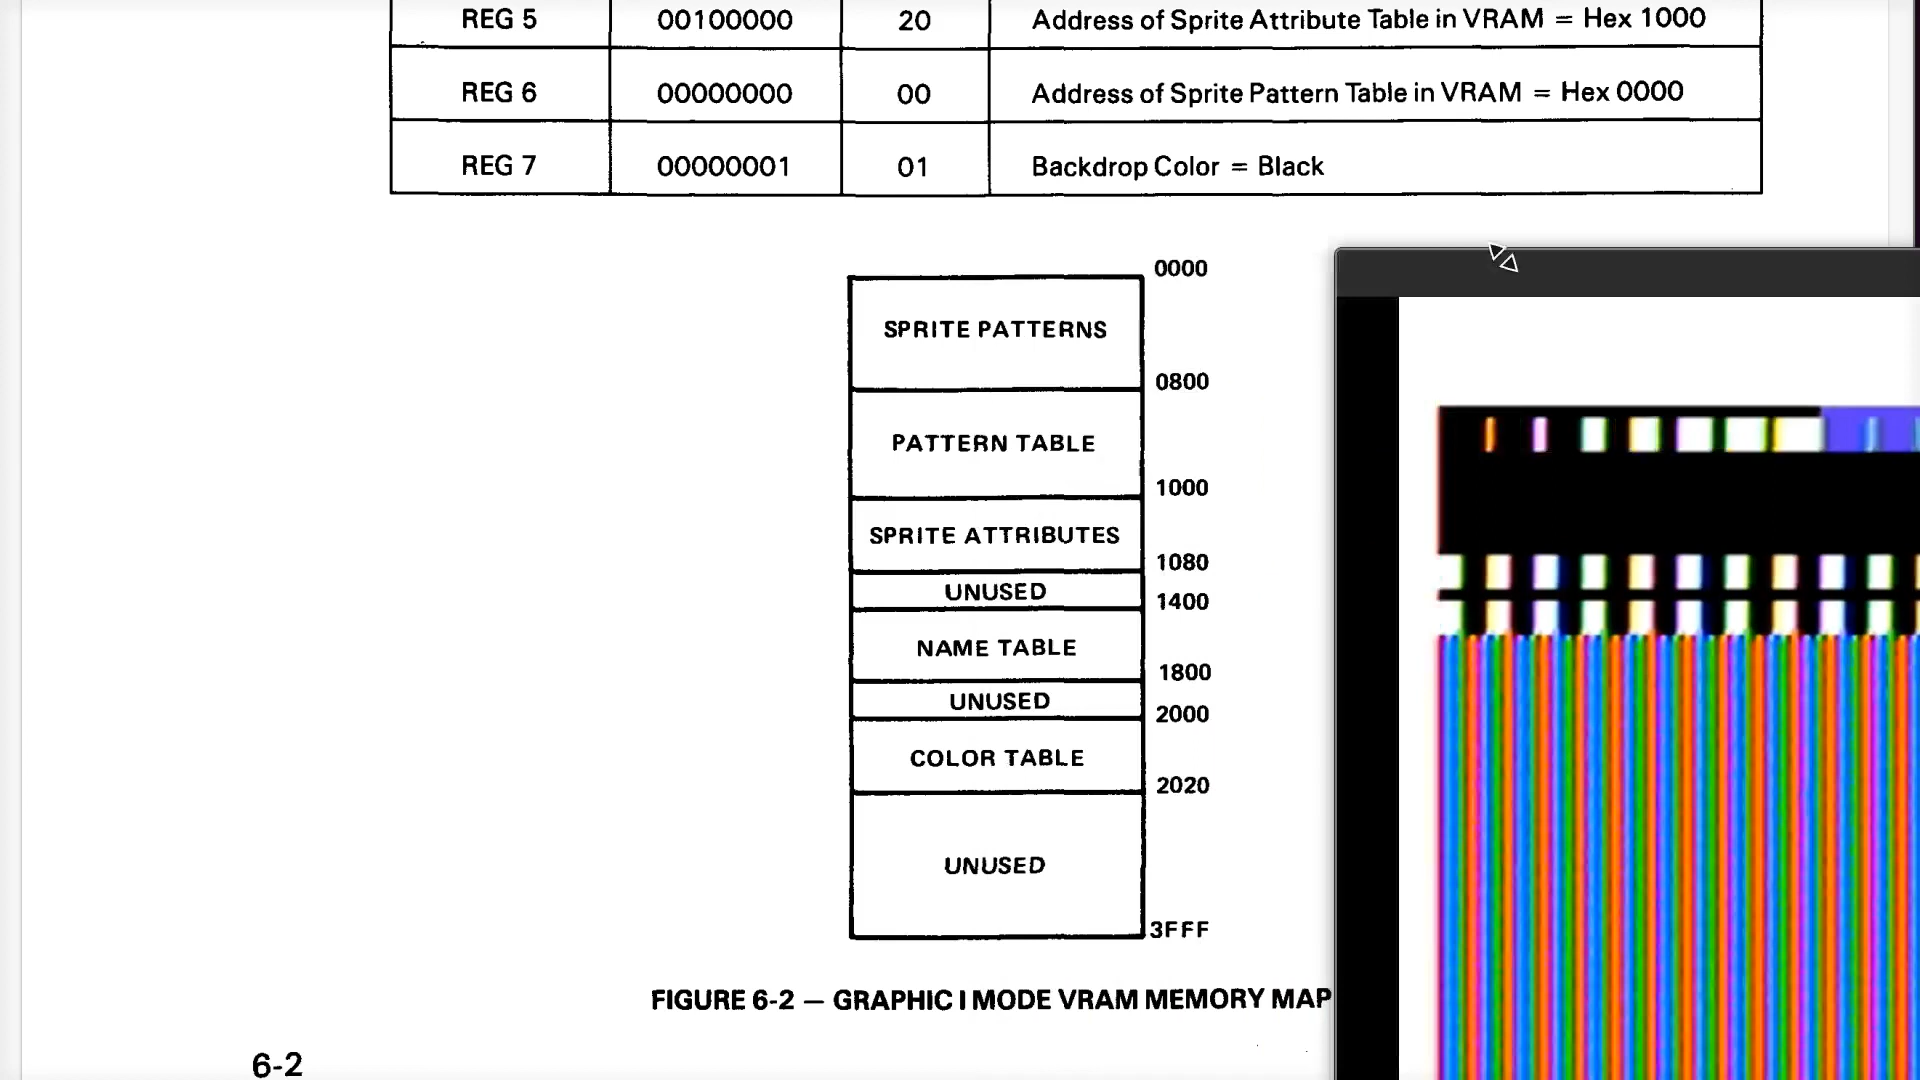 REG 5 00100000 20 Address of Sprite Attribute Table in VRAM = Hex 1000
REG 6 00000000 00 Address of Sprite Pattern Table in VRAM = Hex 0000
REG 7 00000001 01 Backdrop Color = Black
0000
SPRITE PATTERNS
0800
PATTERN TABLE
1000
SPRITE ATTRIBUTES
1080
UNUSED
1400
NAME TABLE
1800
UNUSED
2000
COLOR TABLE
2020
UNUSED
3FFF
FIGURE 6-2 — GRAPHIC I MODE VRAM MEMORY MAP
6-2